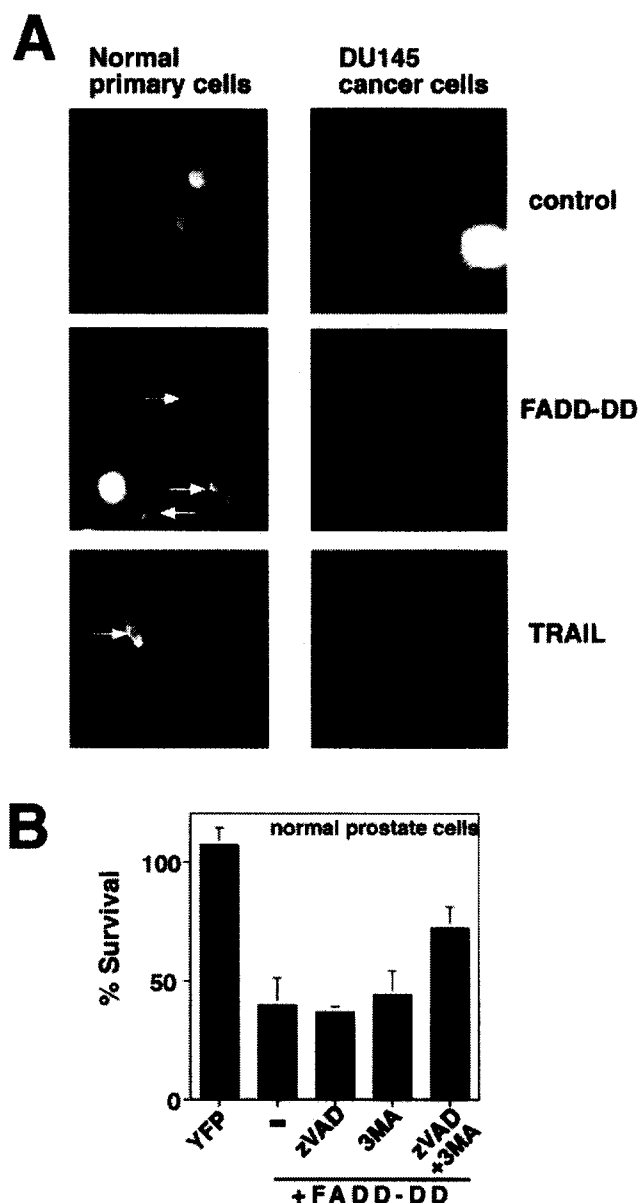 A
Normal
primary cells
DU145
cancer cells
control
FADD-DD
TRAIL
B
normal prostate cells
% Survival
100
50
0
YFP
-
zVAD
3MA
zVAD
+3MA
+FADD-DD